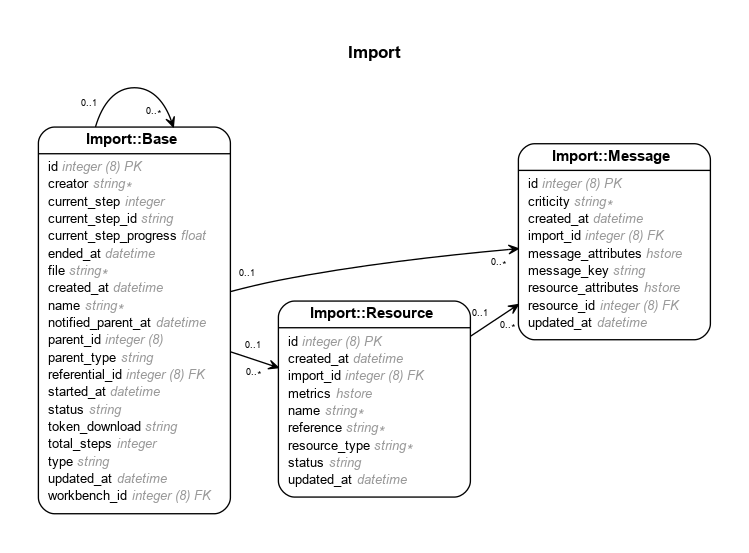 Import
0..1
0..*
Import::Base
id integer (8) PK
creator string*
current_step integer
current_step_id string
current_step_progress float
ended_at datetime
file string*
created_at datetime
name string*
notified_parent_at datetime
parent_id integer (8)
parent_type string
referential_id integer (8) FK
started_at datetime
status string
token_download string
total_steps integer
type string
updated_at datetime
workbench_id integer (8) FK
0..1
0..*
0..1
0..*
Import::Resource
id integer (8) PK
created_at datetime
import_id integer (8) FK
metrics hstore
name string*
reference string*
resource_type string*
status string
updated_at datetime
0..1
0..*
Import::Message
id integer (8) PK
criticity string*
created_at datetime
import_id integer (8) FK
message_attributes hstore
message_key string
resource_attributes hstore
resource_id integer (8) FK
updated_at datetime